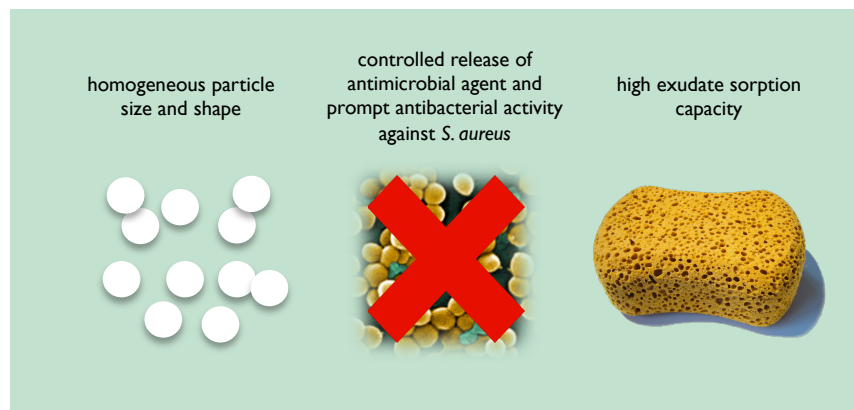 homogeneous particle
size and shape
controlled release of
antimicrobial agent and
prompt antibacterial activity
against S. aureus
high exudate sorption
capacity